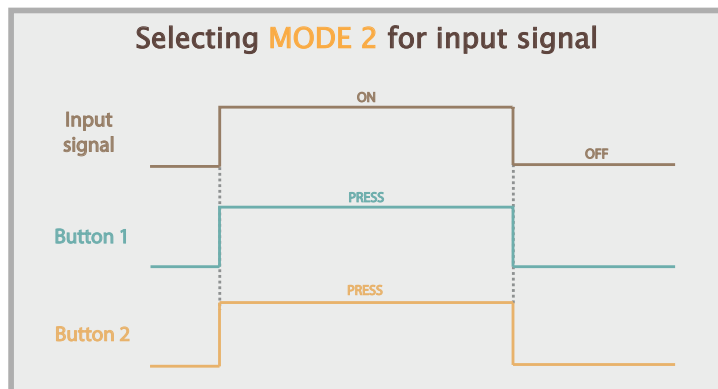 Selecting MODE 2 for input signal
ON
Input
signal
OFF
PRESS
Button 1
PRESS
Button 2